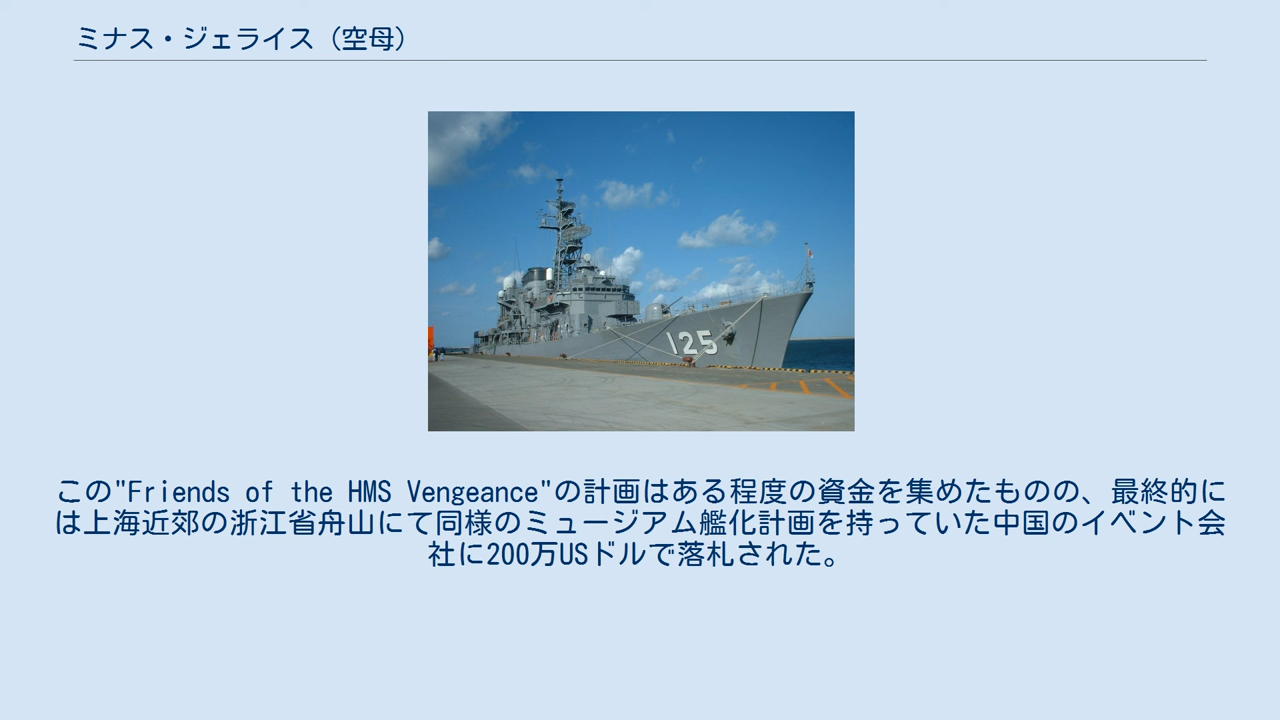 ミナス・ジェライス（空母）
125
この"Friends of the HMS Vengeance"の計画はある程度の資金を集めたものの、最終的に
は上海近郊の浙江省舟山にて同様のミュージアム艦化計画を持っていた中国のイベント会
社に200万USドルで落札された。